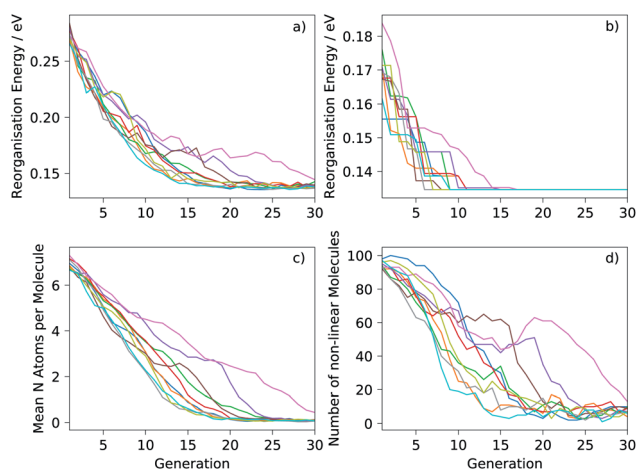 Reorganisation Energy / eV
0.25
0.20
0.15
a)
5 10 15 20 25 30
Reorganisation Energy / eV
0.18
0.17
0.16
0.15
0.14
b)
5 10 15 20 25 30
Mean N Atoms per Molecule
6
4
2
0
c)
5 10 15 20 25 30
Generation
Number of non-linear Molecules
100
80
60
40
20
0
d)
5 10 15 20 25 30
Generation